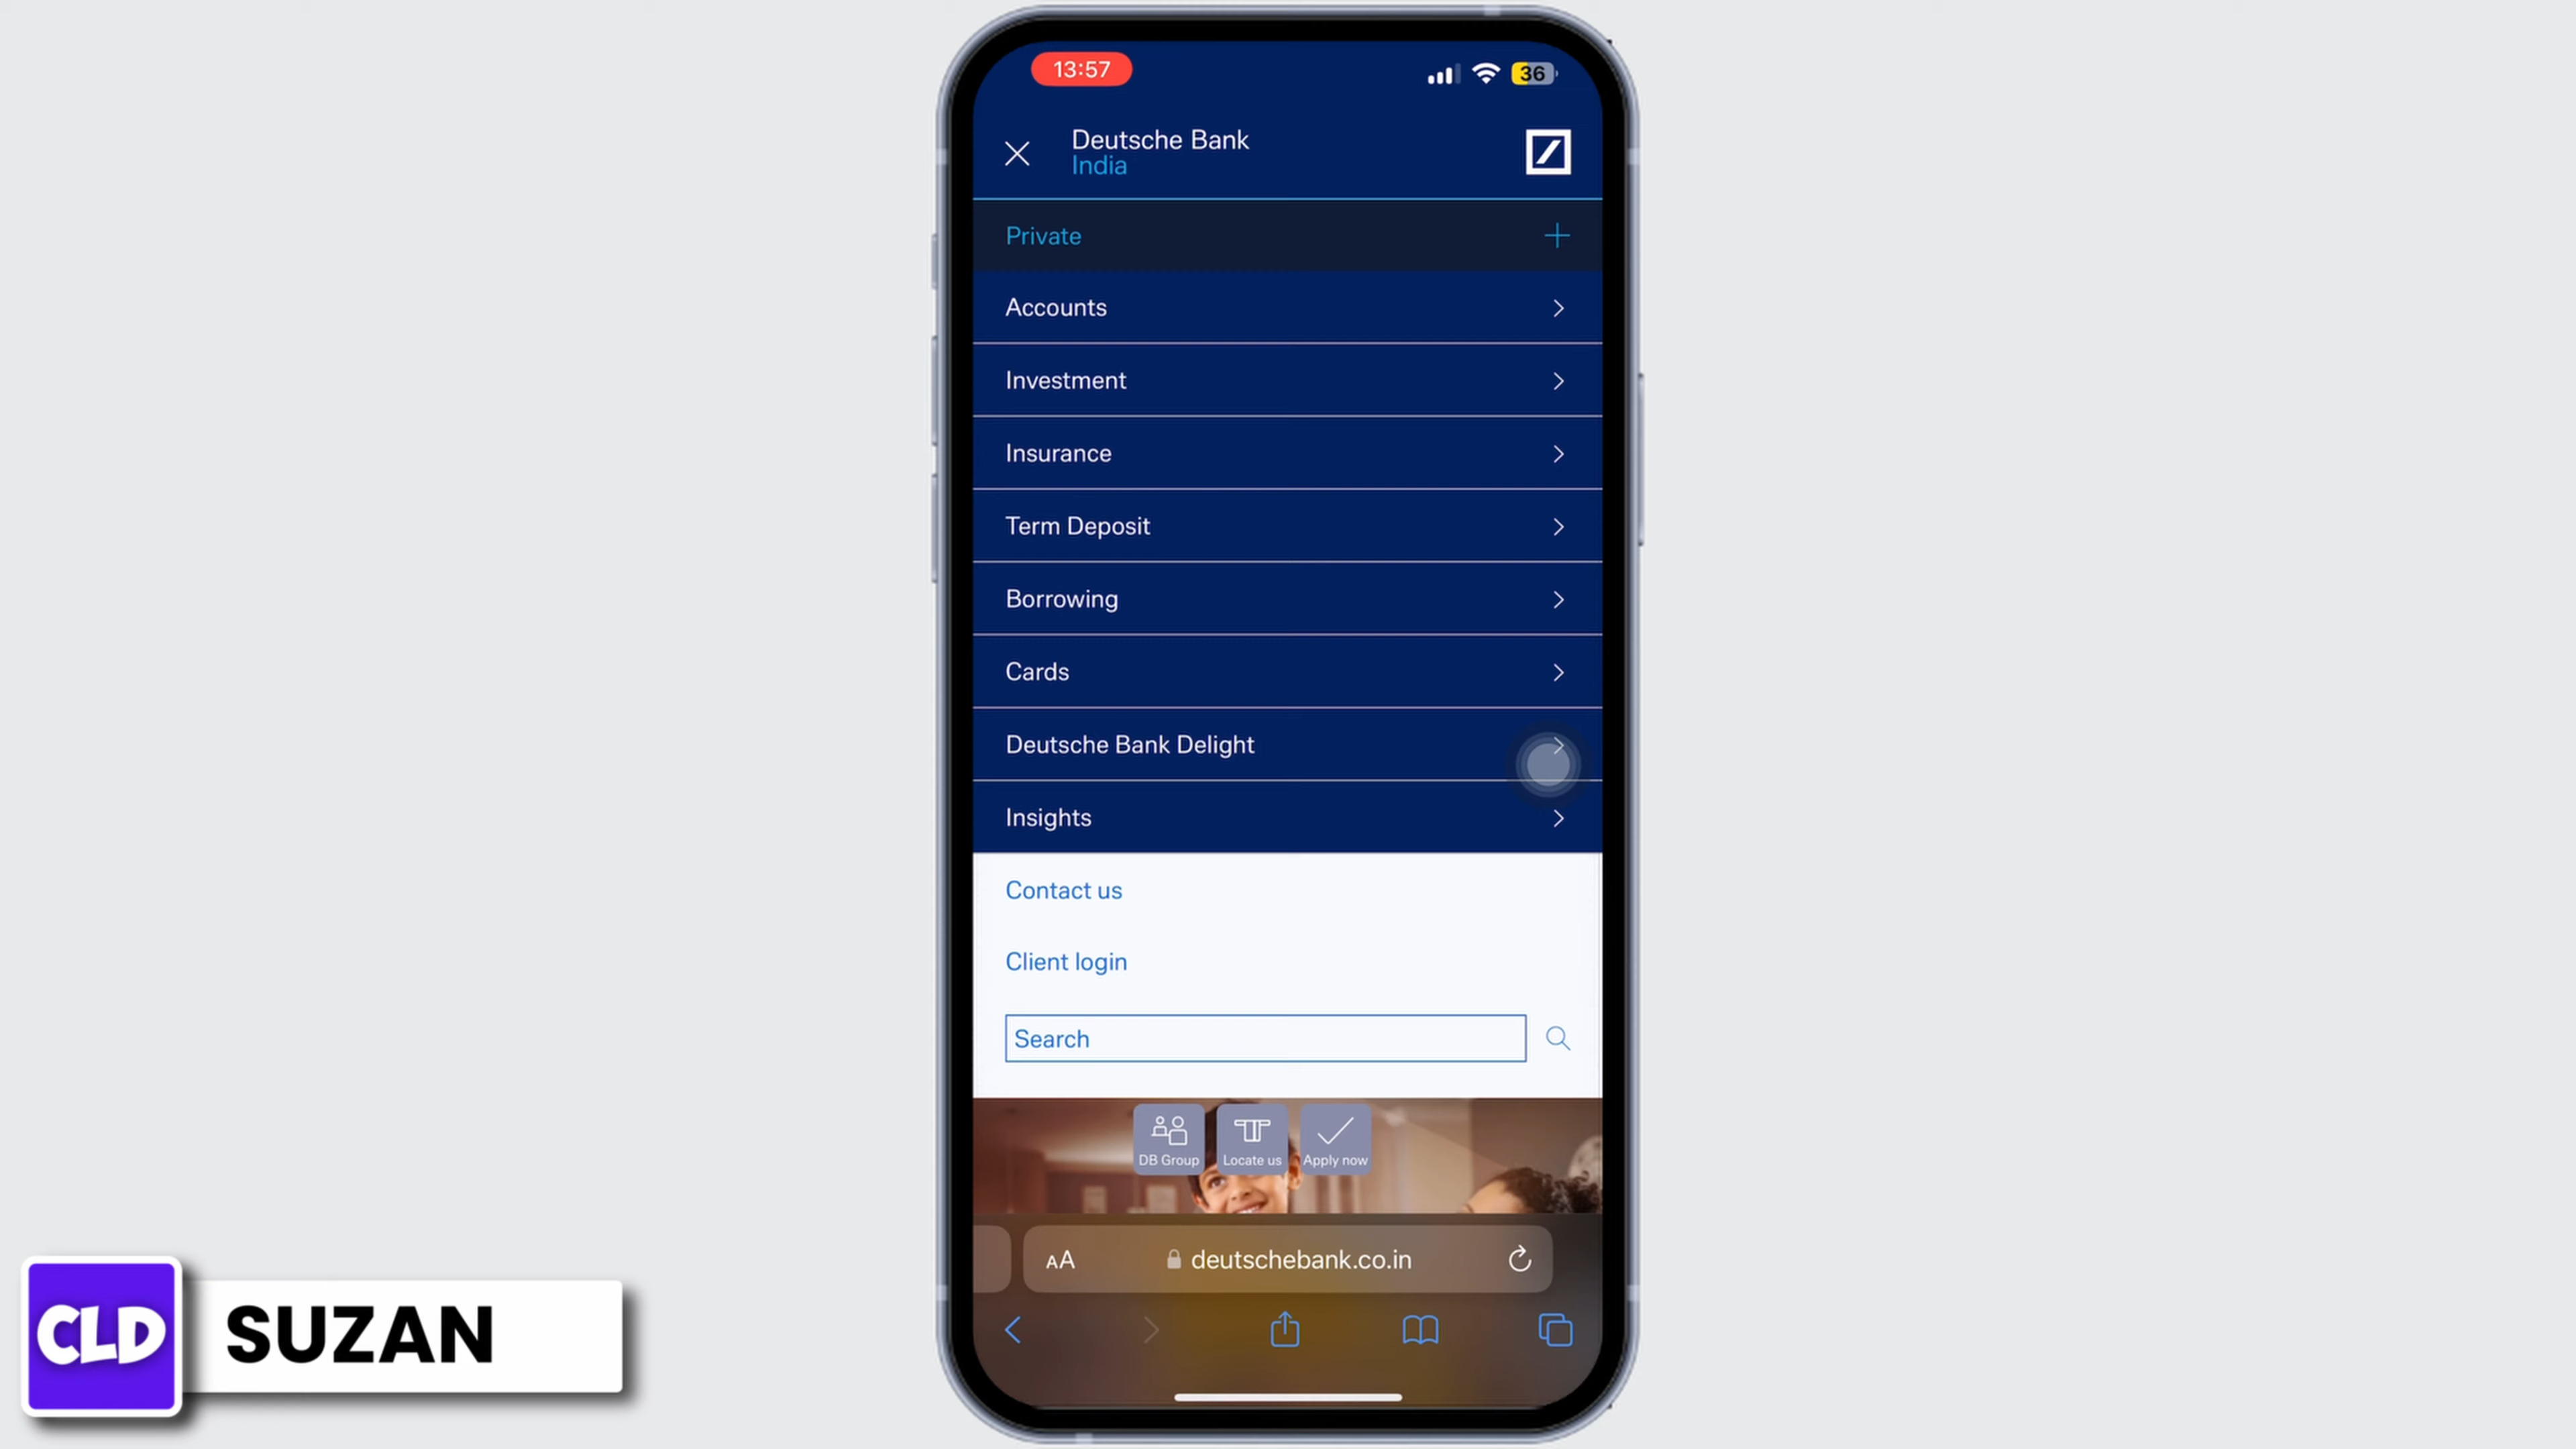 13:57
36
Deutsche Bank
India
Private
Accounts
Investment
Insurance
Term Deposit
Borrowing
Cards
Deutsche Bank Delight
Insights
Contact us
Client login
Search
DB Group
Locate us
Apply now
AA
deutschebank.co.in
CLD
SUZAN